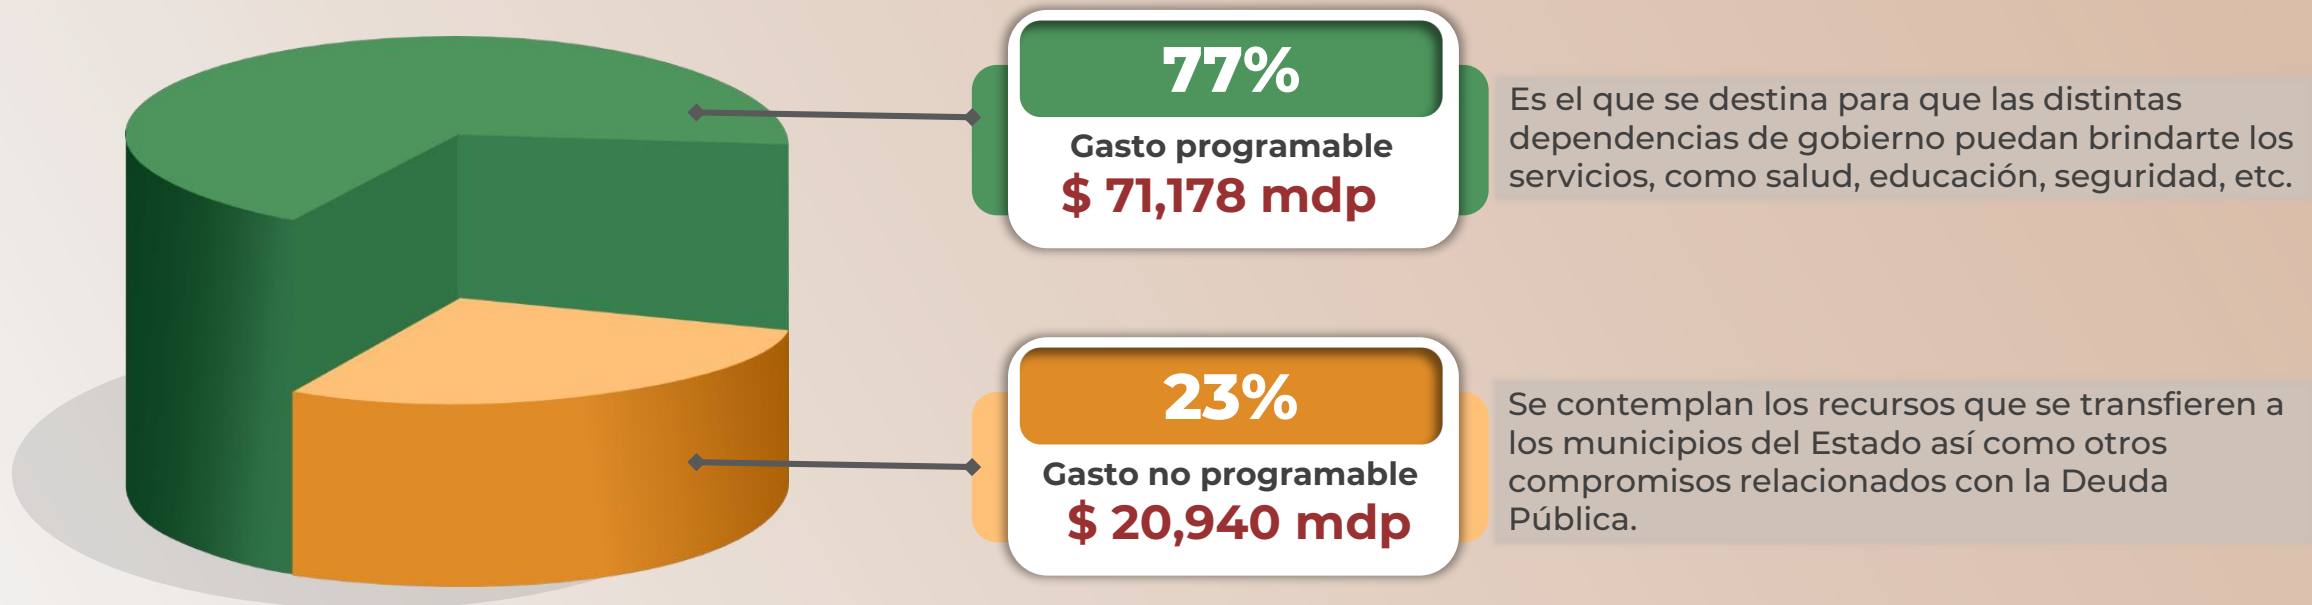 77%
Gasto programable
$ 71,178 mdp
Es el que se destina para que las distintas
dependencias de gobierno puedan brindarte los
servicios, como salud, educación, seguridad, etc.
23%
Gasto no programable
$ 20,940 mdp
Se contemplan los recursos que se transfieren a
los municipios del Estado así como otros
compromisos relacionados con la Deuda
Pública.